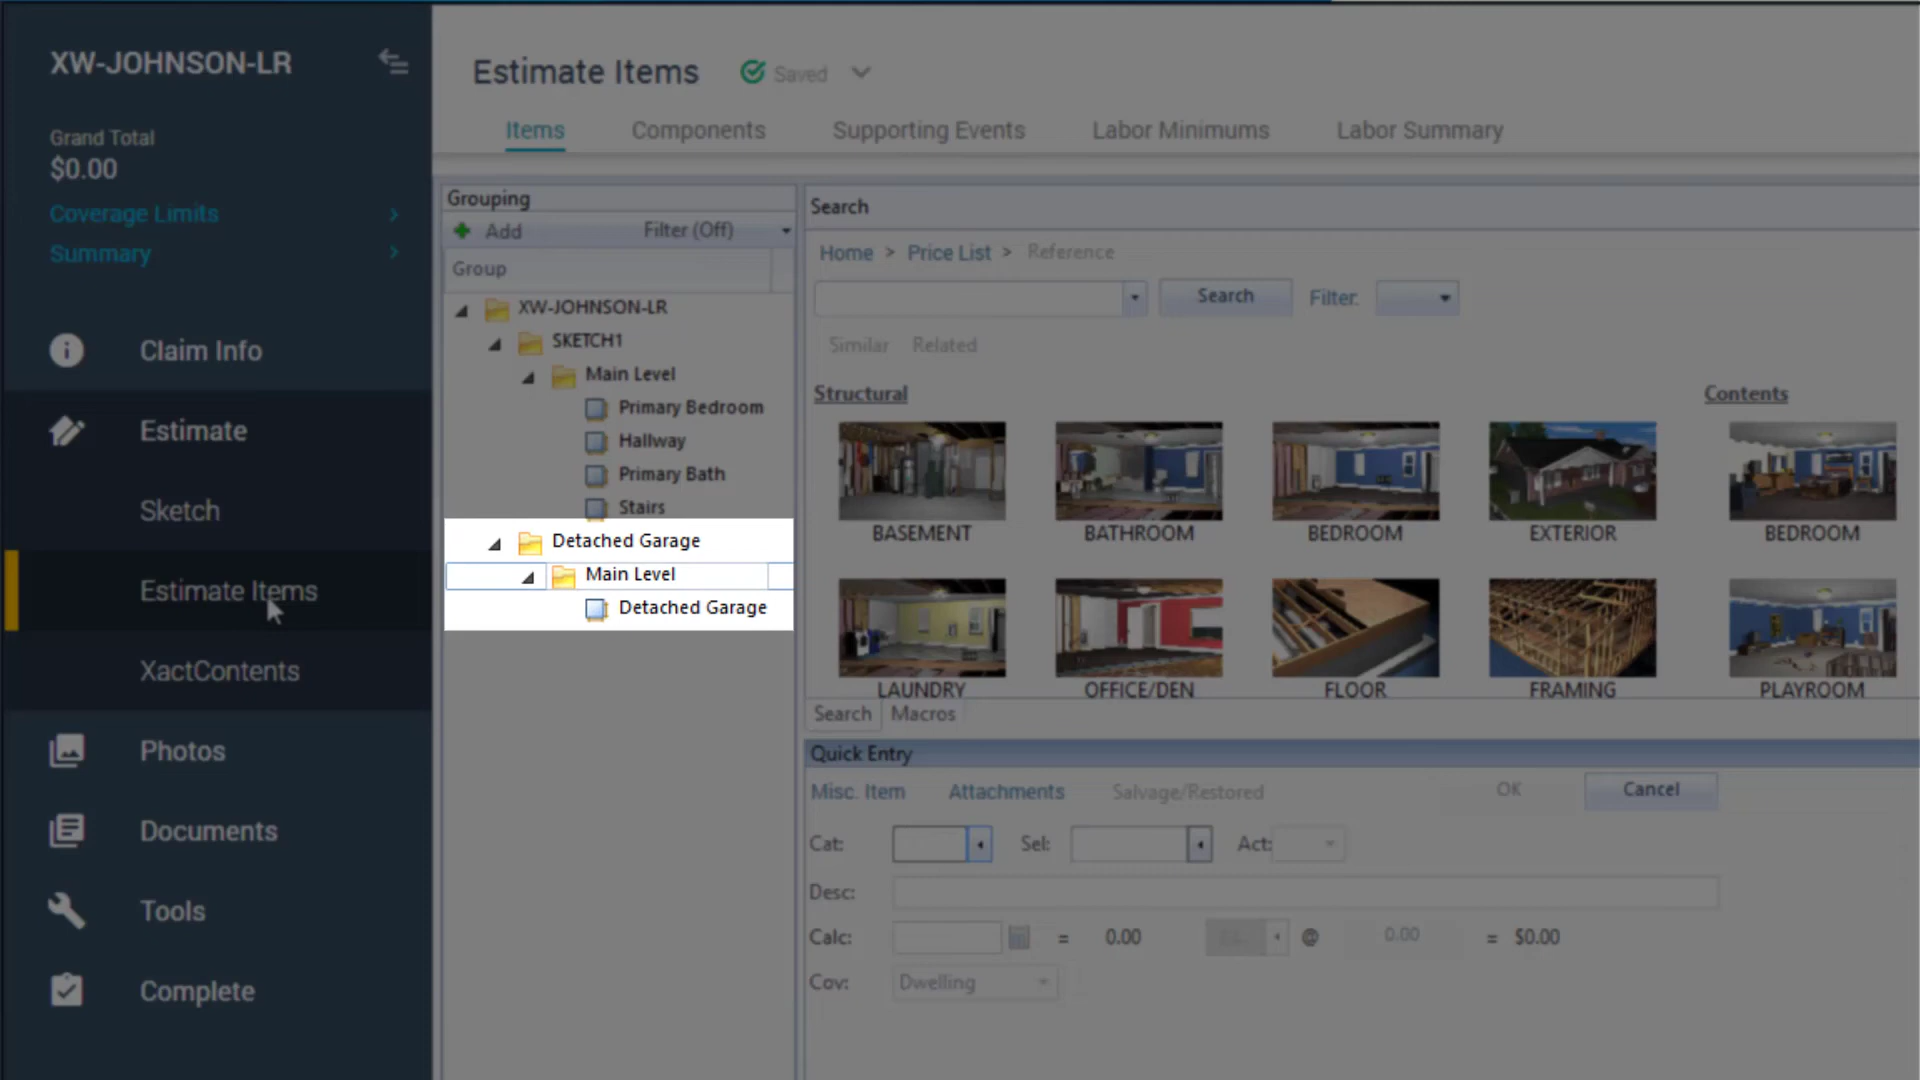 XW-JOHNSON-LR
Grand Total
$0.00
Coverage Limits
Summary
Claim Info
Estimate
Sketch
Estimate Items
XactContents
Photos
Documents
Tools
Complete
Estimate Items
Saved
Items
Components
Supporting Events
Labor Minimums
Labor Summary
Grouping
Add
Filter (Off)
Group
XW-JOHNSON-LR
SKETCH1
Main Level
Primary Bedroom
Hallway
Primary Bath
Stairs
Detached Garage
Main Level
Detached Garage
Search
Home > Price List > Reference
Search
Filter:
Similar Related
Structural
Contents
BASEMENT
BATHROOM
BEDROOM
EXTERIOR
BEDROOM
LAUNDRY
OFFICE/DEN
FLOOR
FRAMING
PLAYROOM
Search
Macros
Quick Entry
Misc. Item
Attachments
Salvage/Restored
OK
Cancel
Cat:
Sel:
Act:
Desc:
Calc:
= 0.00
@ 0.00 = $0.00
Cov:
Dwelling